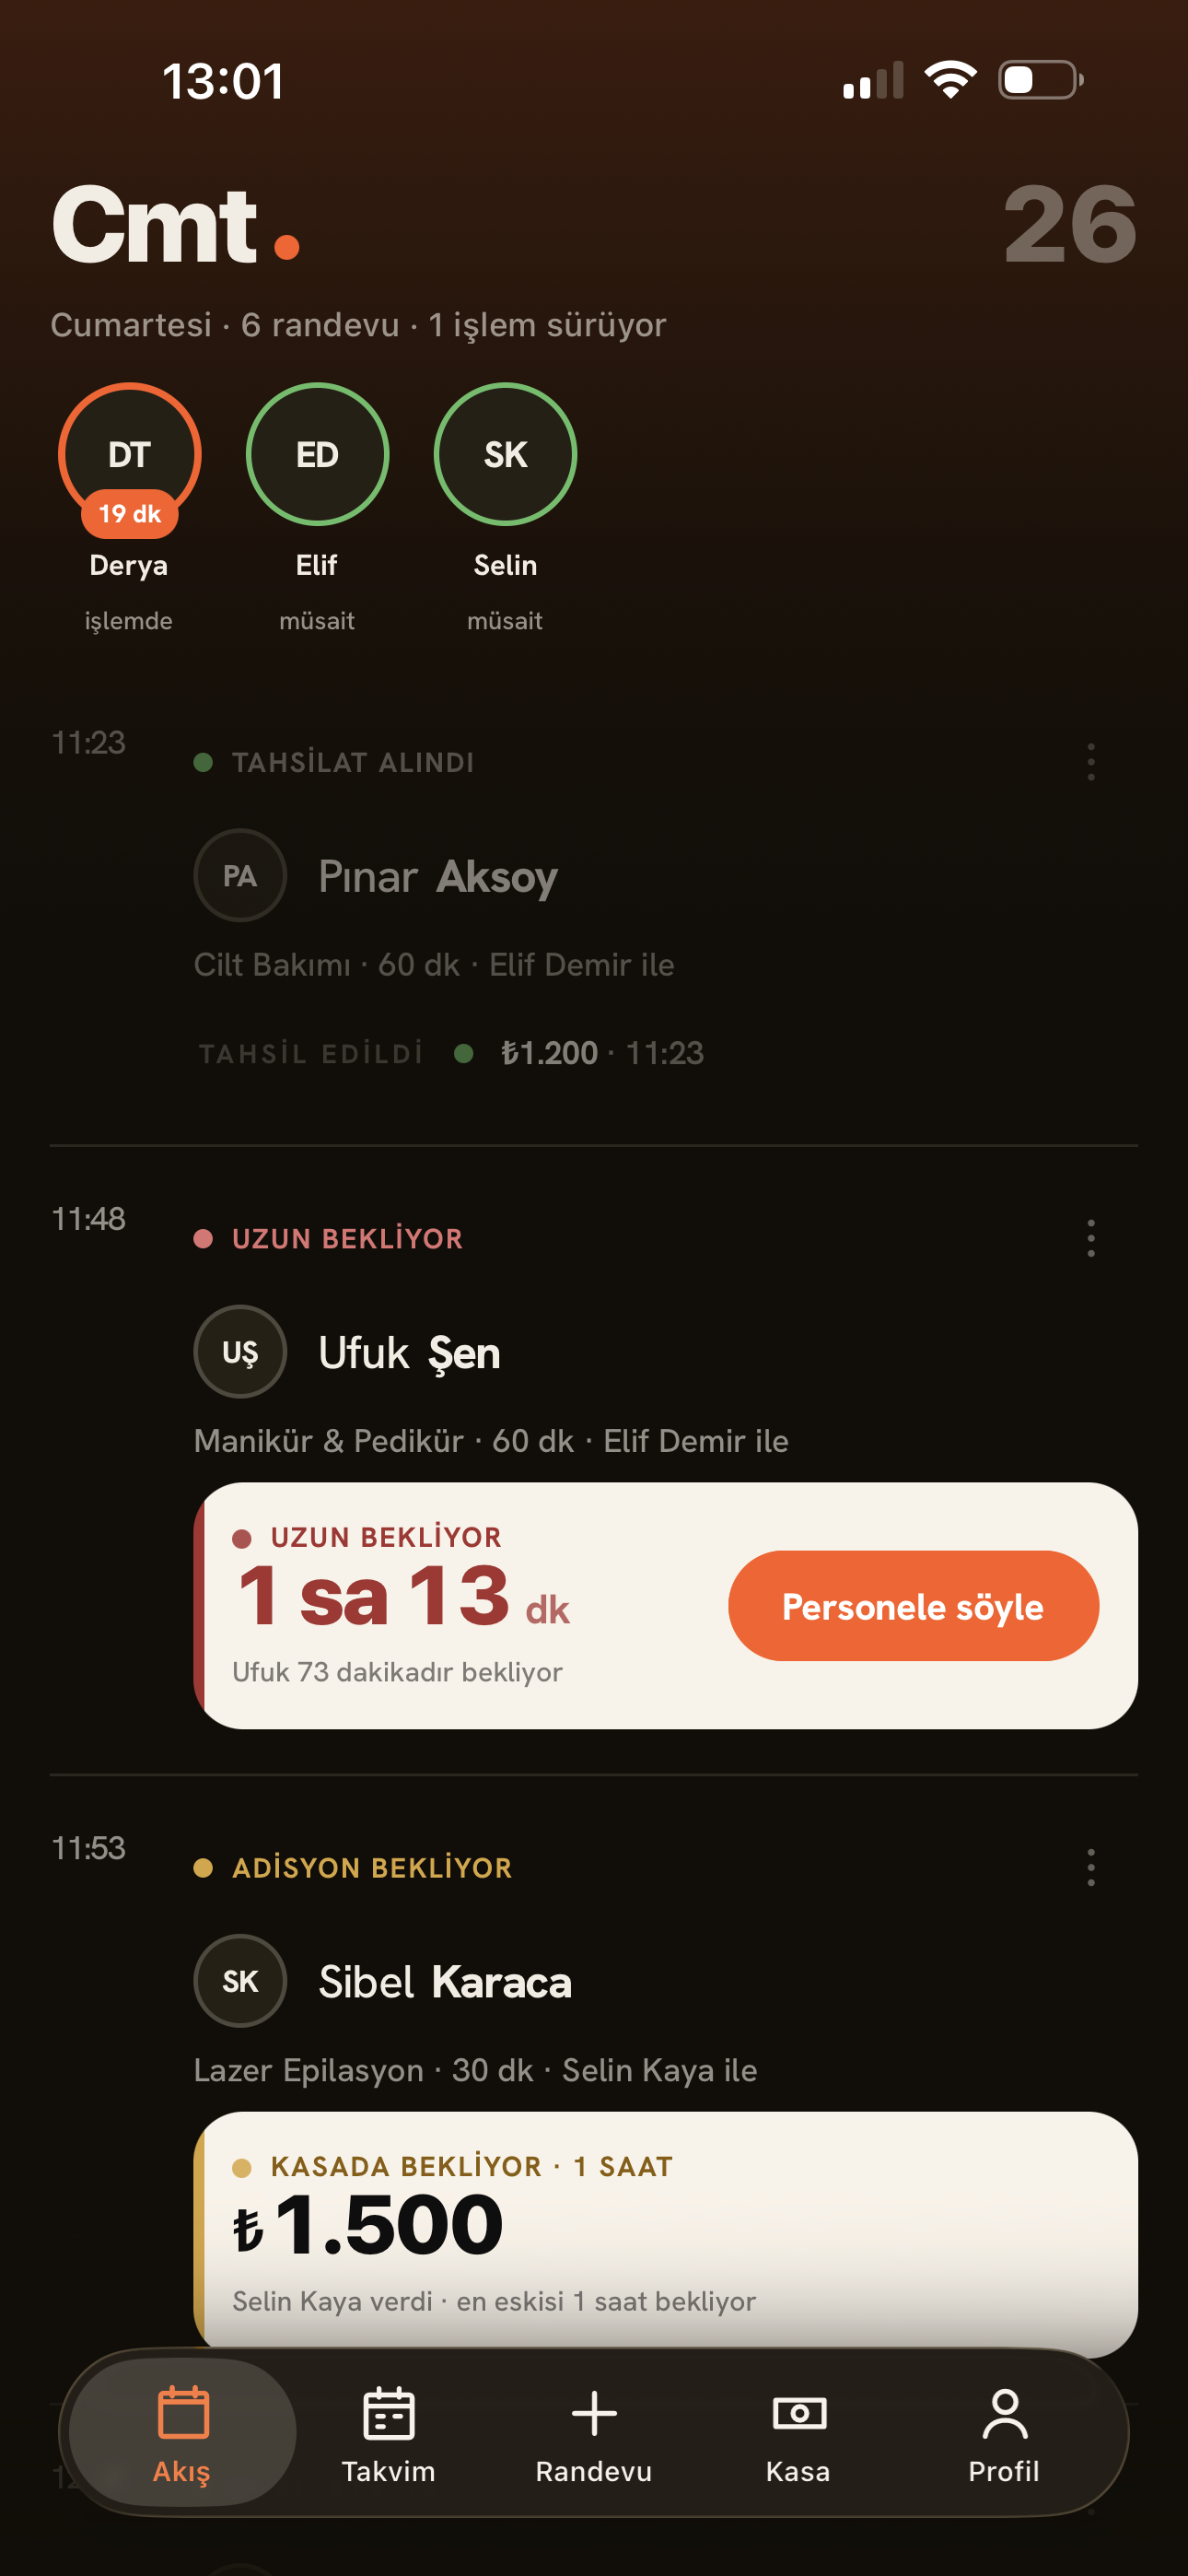 13:01
Cmt. 26
Cumartesi · 6 randevu · 1 işlem sürüyor
DT ED SK
19 dk
Derya Elif Selin
işlemde müsait müsait
11:23 TAHSİLAT ALINDI
PA Pınar Aksoy
Cilt Bakımı · 60 dk · Elif Demir ile
TAHSİL EDİLDİ ₺1.200 · 11:23
11:48 UZUN BEKLİYOR
UŞ Ufuk Şen
Manikür & Pedikür · 60 dk · Elif Demir ile
UZUN BEKLİYOR
1 sa 13 dk
Personele söyle
Ufuk 73 dakikadır bekliyor
11:53 ADİSYON BEKLİYOR
SK Sibel Karaca
Lazer Epilasyon · 30 dk · Selin Kaya ile
KASADA BEKLİYOR · 1 SAAT
₺1.500
Selin Kaya verdi · en eskisi 1 saat bekliyor
Akış Takvim Randevu Kasa Profil